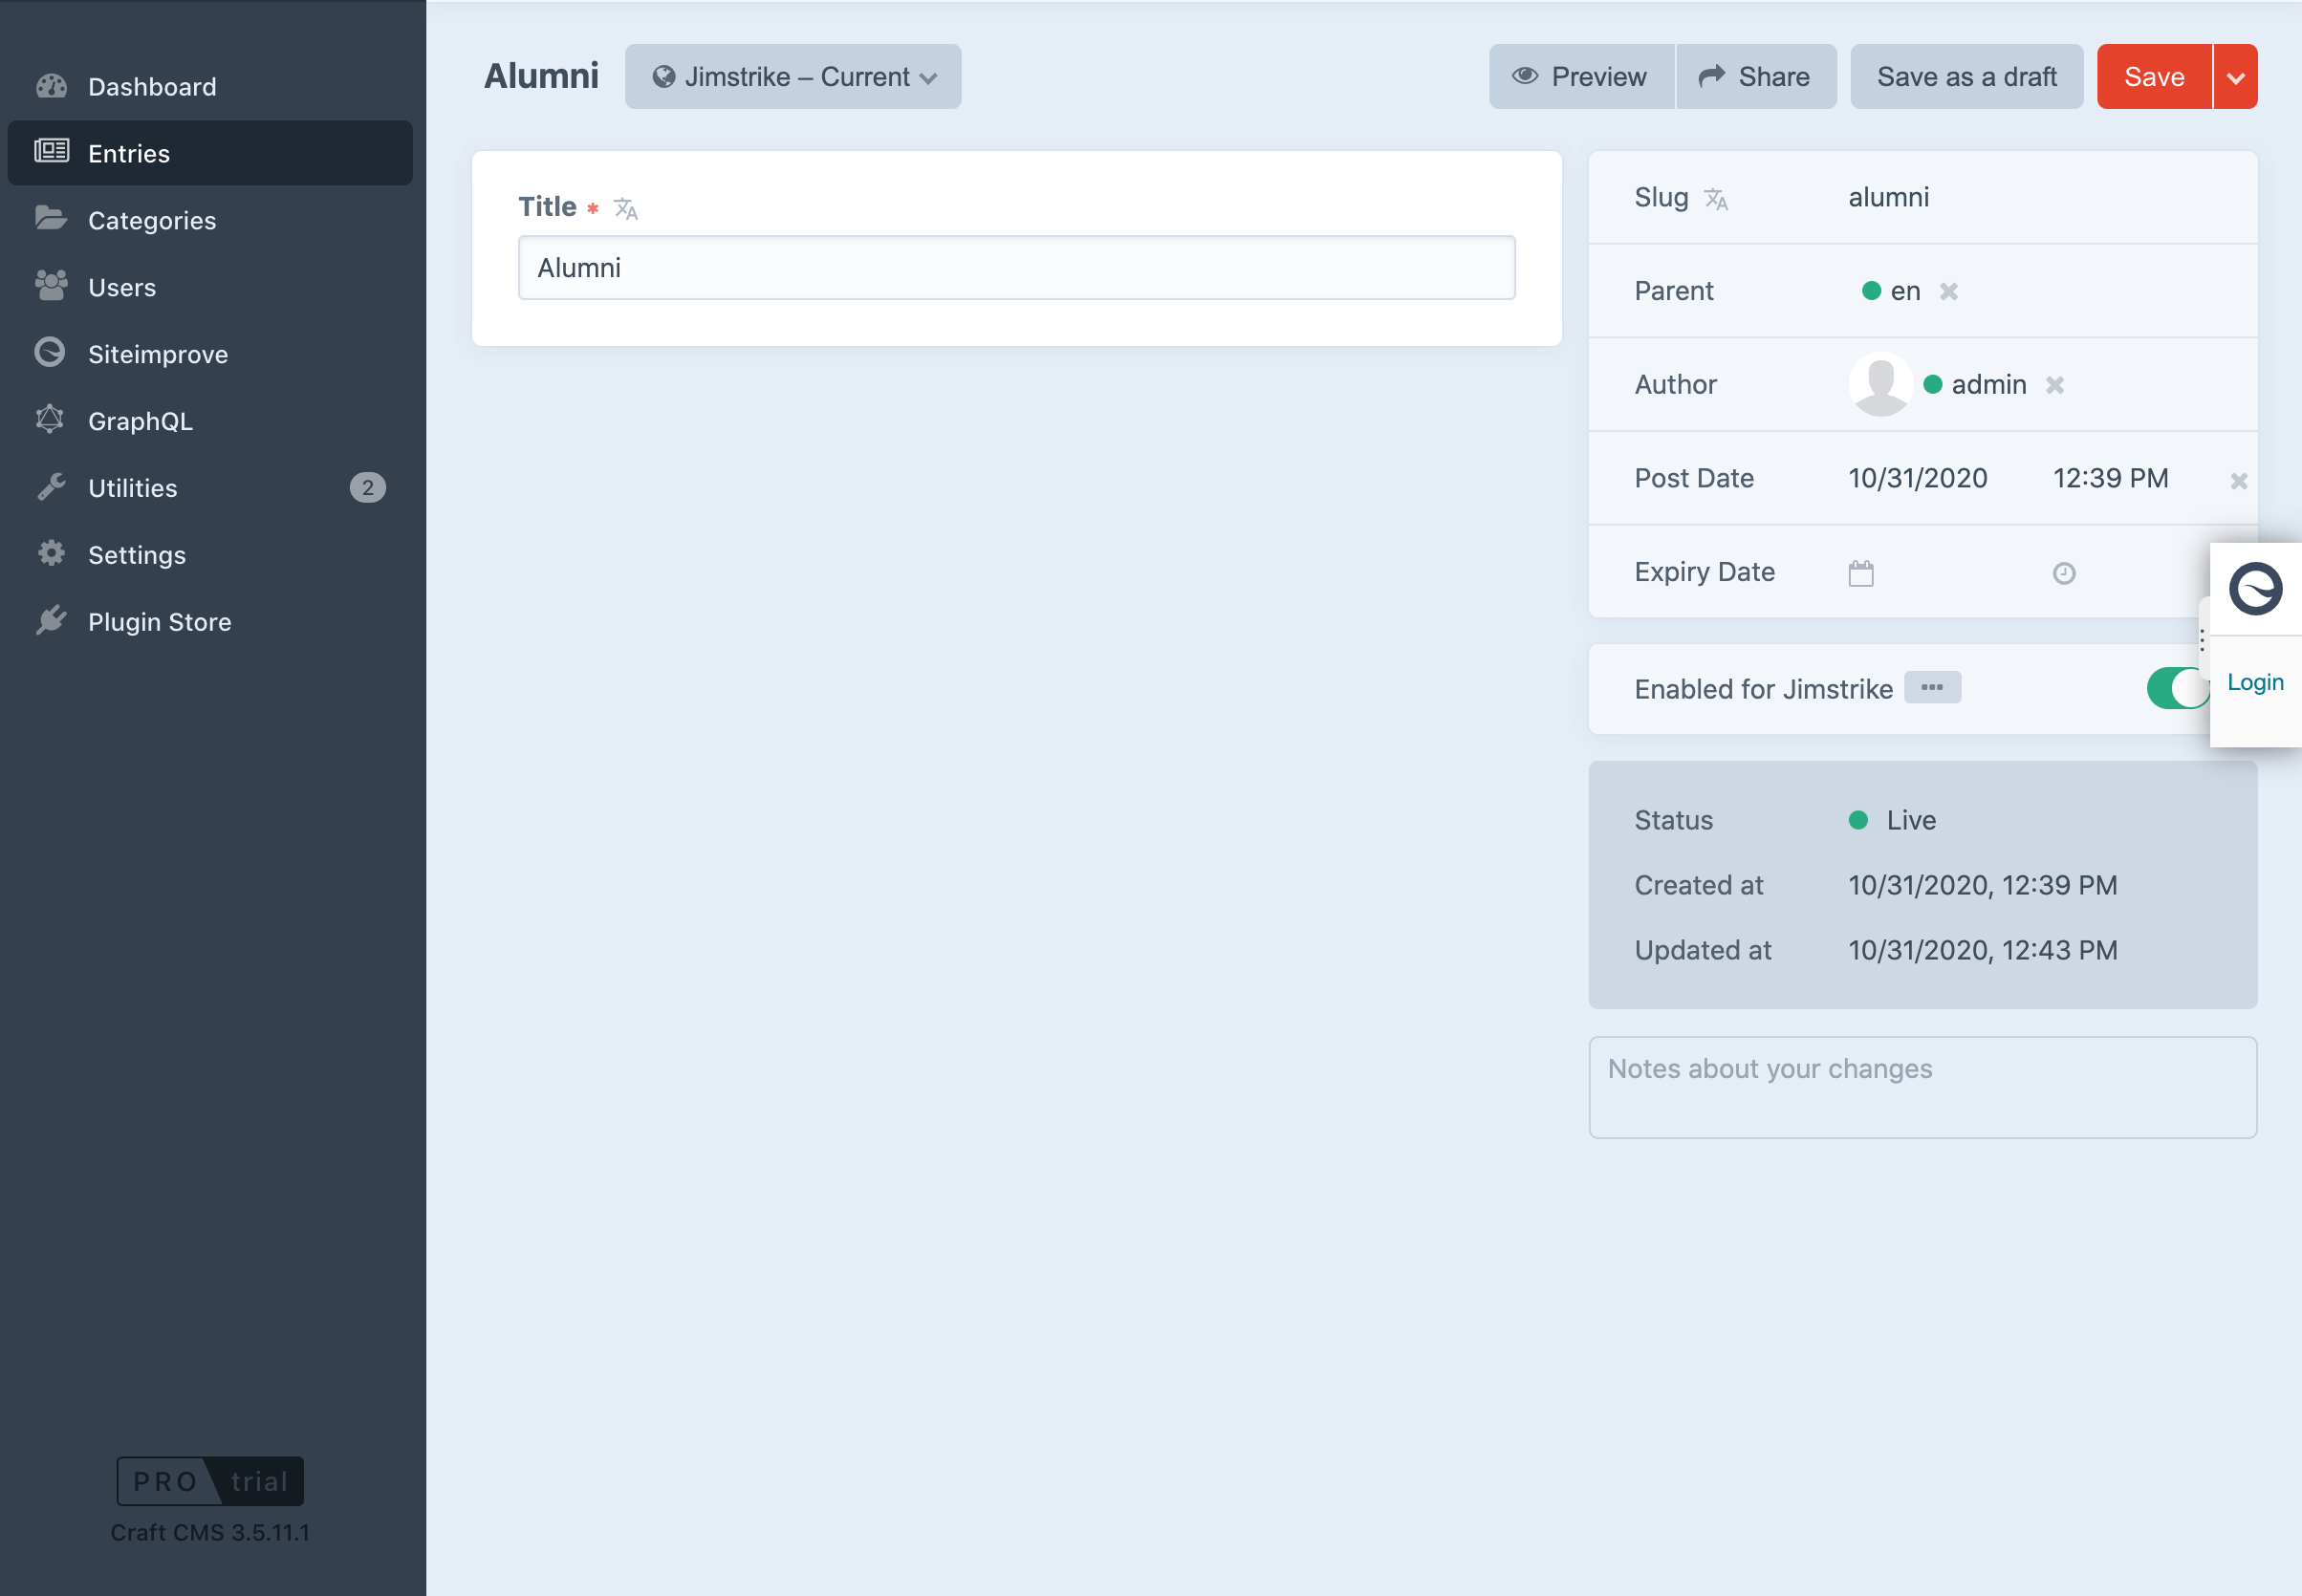 Dashboard
Entries
Categories
Users
Siteimprove
GraphQL
Utilities 2
Settings
Plugin Store
PRO trial
Craft CMS 3.5.11.1
Alumni Jimstrike – Current
Preview Share Save as a draft Save
Title *
Alumni
Slug alumni
Parent en
Author admin
Post Date 10/31/2020 12:39 PM
Expiry Date
Enabled for Jimstrike
Login
Status Live
Created at 10/31/2020, 12:39 PM
Updated at 10/31/2020, 12:43 PM
Notes about your changes